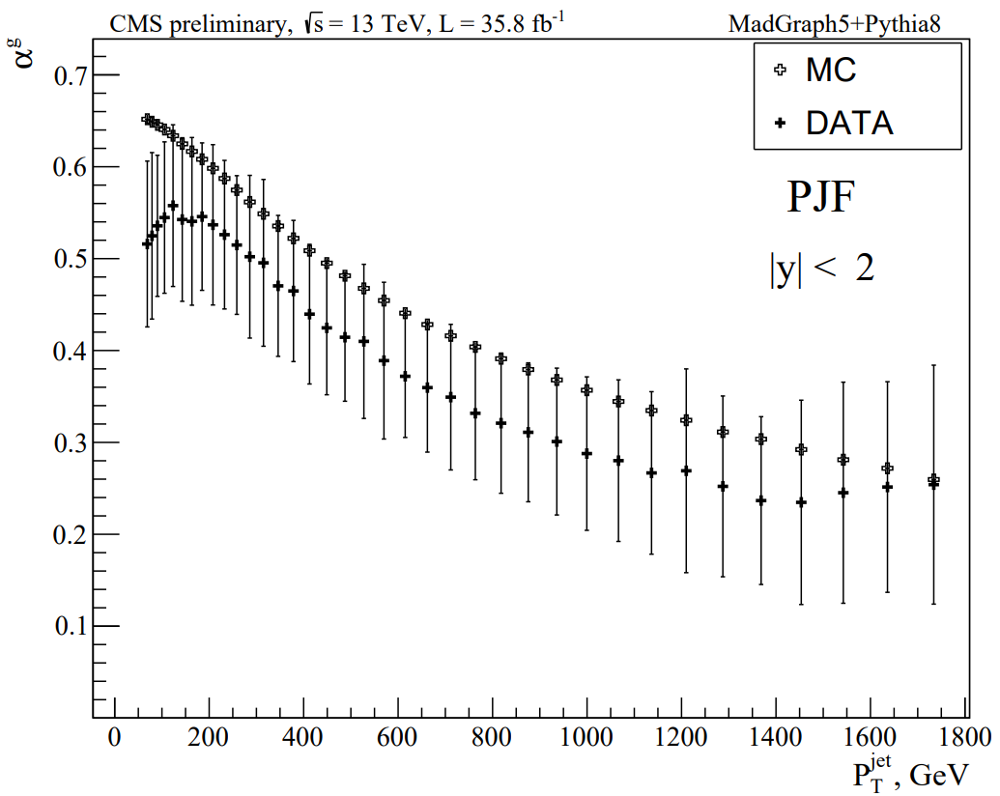 CMS preliminary, √s = 13 TeV, L = 35.8 fb⁻¹ MadGraph5+Pythia8
αᵍ
MC
DATA
PJF
|y| < 2
0.7
0.6
0.5
0.4
0.3
0.2
0.1
0 200 400 600 800 1000 1200 1400 1600 1800
P_T^jet, GeV